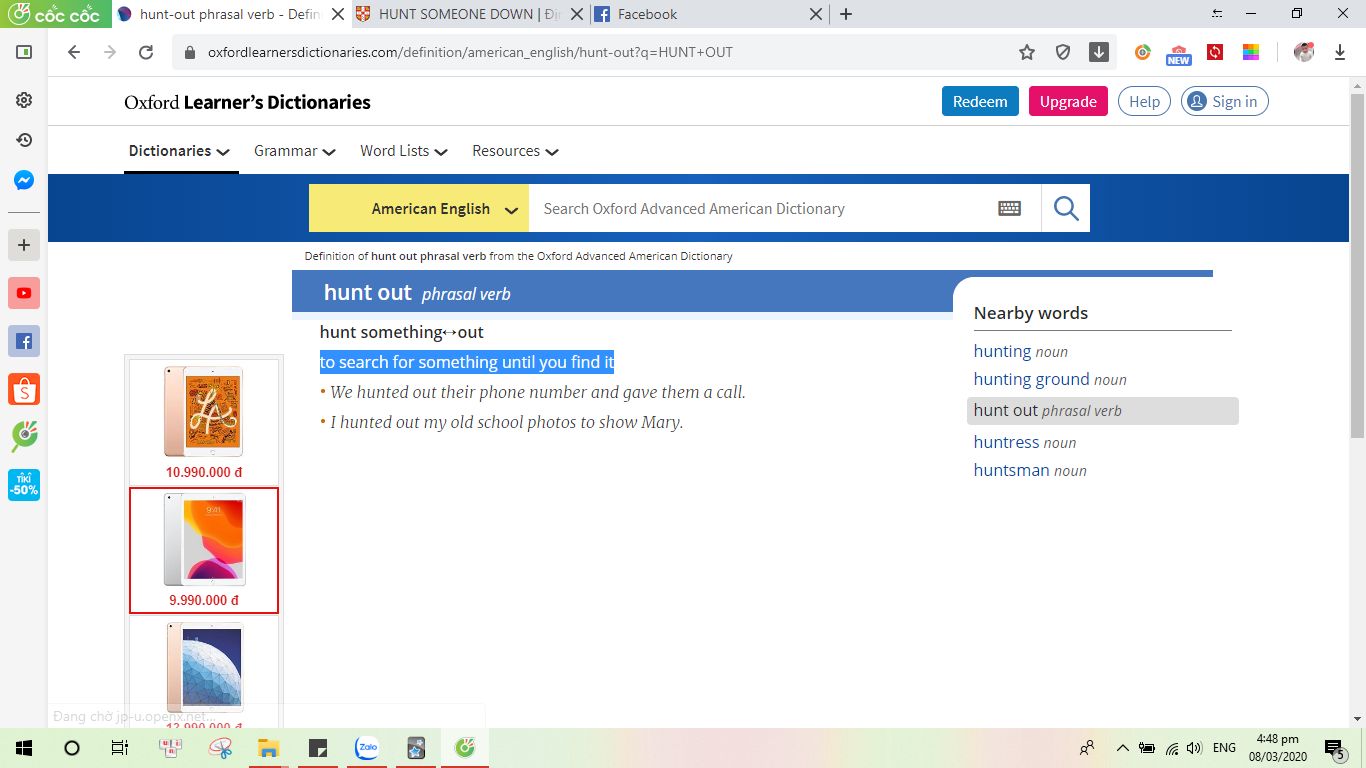 cốc cốc
hunt-out phrasal verb - Defin
HUNT SOMEONE DOWN | Địn
Facebook
oxfordlearnersdictionaries.com/definition/american_english/hunt-out?q=HUNT+OUT
NEW
Oxford Learner's Dictionaries
Redeem
Upgrade
Help
Sign in
Dictionaries
Grammar
Word Lists
Resources
American English
Search Oxford Advanced American Dictionary
Definition of hunt out phrasal verb from the Oxford Advanced American Dictionary
hunt out phrasal verb
hunt something↔out
to search for something until you find it
• We hunted out their phone number and gave them a call.
• I hunted out my old school photos to show Mary.
Nearby words
hunting noun
hunting ground noun
hunt out phrasal verb
huntress noun
huntsman noun
TIKI
-50%
10.990.000 đ
9:41
9.990.000 đ
12.990.000 đ
Đang chờ jp-u.openx.net...
Zalo
ENG
4:48 pm
08/03/2020
5